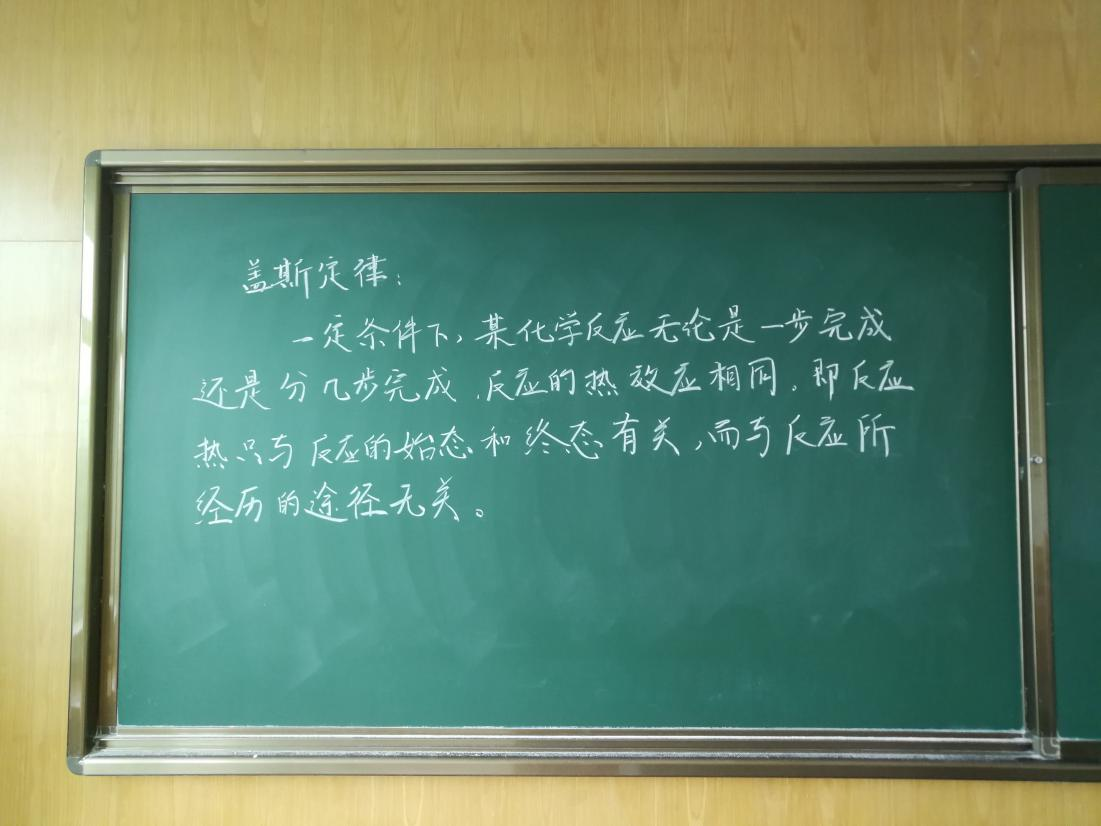 盖斯定律：
一定条件下，某化学反应无论是一步完成
还是分几步完成，反应的热效应相同，即反应
热只与反应的始态和终态有关，而与反应所
经历的途径无关。